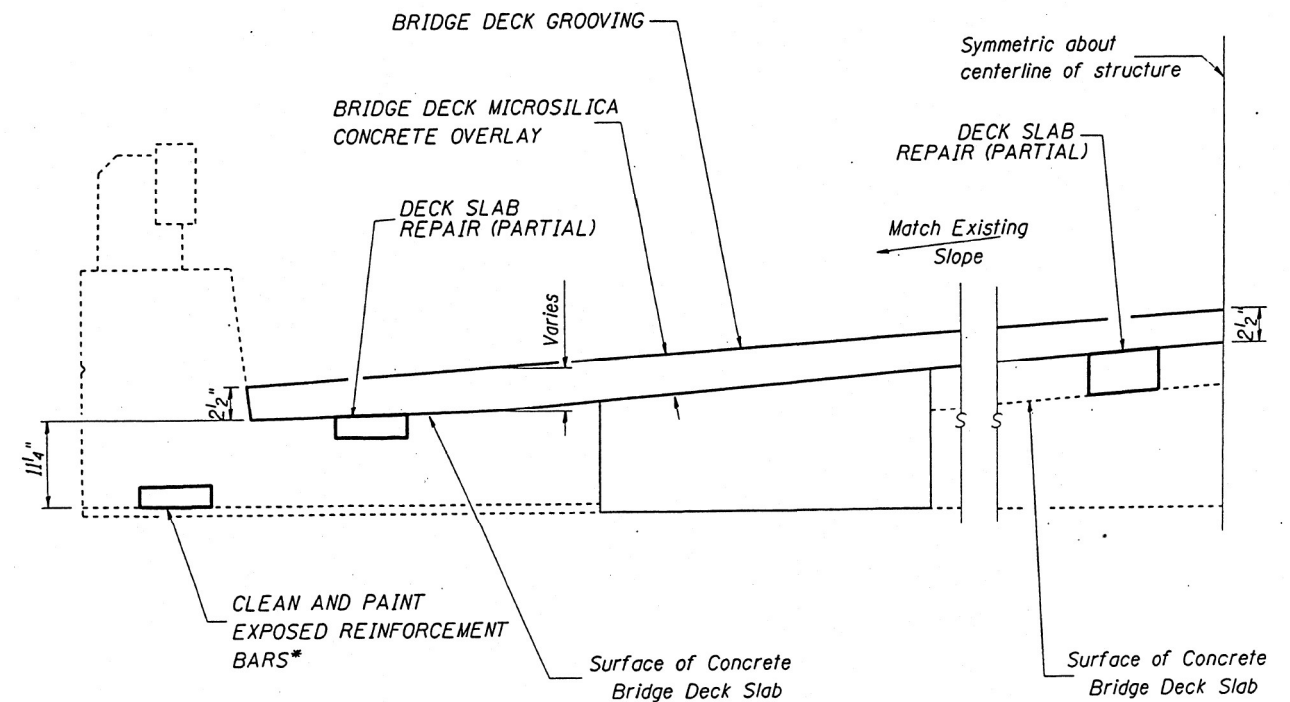 BRIDGE DECK GROOVING
Symmetric about
centerline of structure
BRIDGE DECK MICROSILICA
CONCRETE OVERLAY
DECK SLAB
REPAIR (PARTIAL)
DECK SLAB
REPAIR (PARTIAL)
Match Existing
Slope
Varies
2½"
2½"
11¼"
S S
CLEAN AND PAINT
EXPOSED REINFORCEMENT
BARS*
Surface of Concrete
Bridge Deck Slab
Surface of Concrete
Bridge Deck Slab